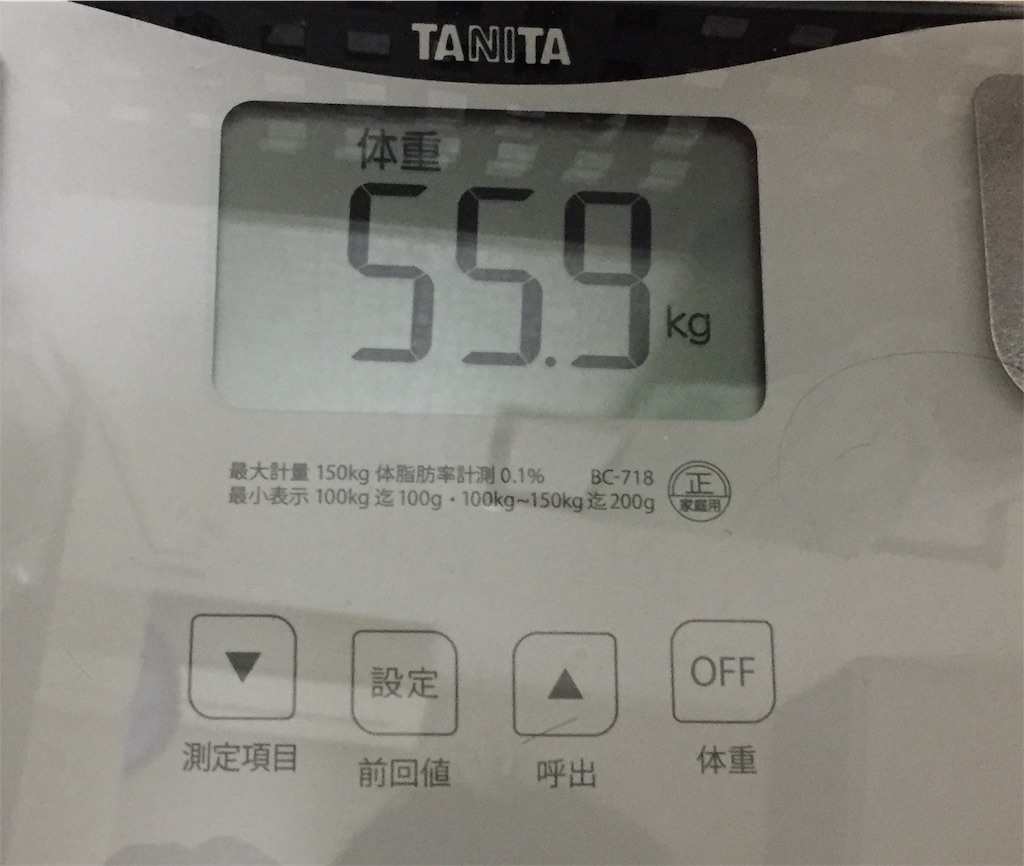 TANITA
体重
55.9 kg
最大計量 150kg 体脂肪率計測 0.1% BC-718
最小表示 100kg 迄 100g・100kg~150kg 迄 200g
正
家庭用
▼ 設定 ▲ OFF
測定項目 前回値 呼出 体重